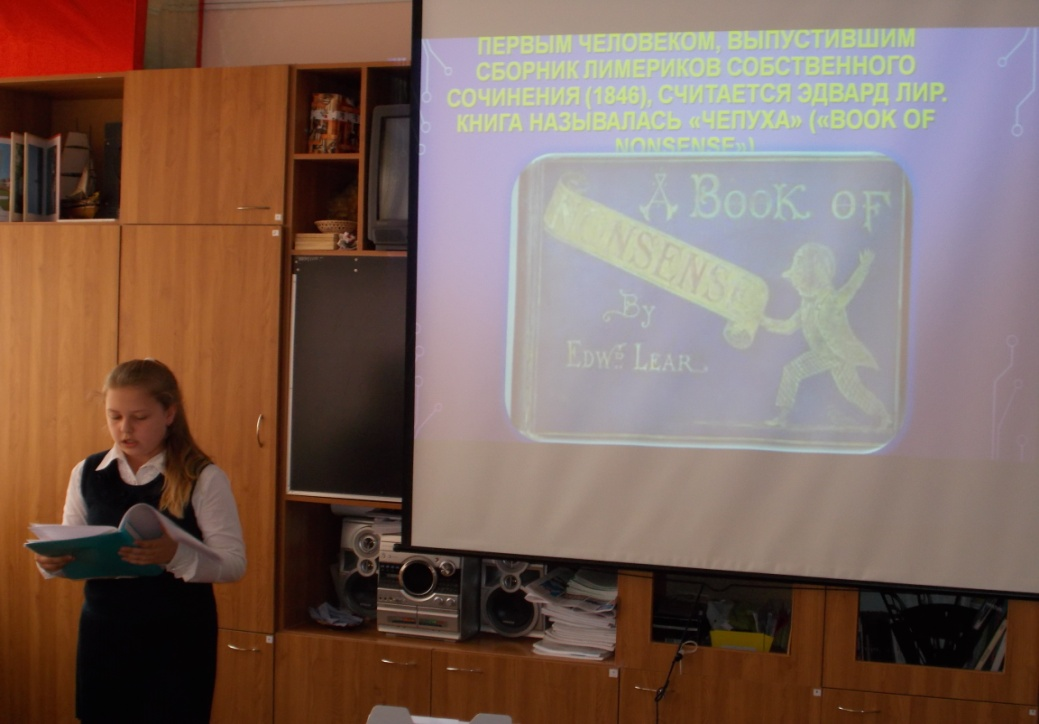 ПЕРВЫМ ЧЕЛОВЕКОМ, ВЫПУСТИВШИМ
СБОРНИК ЛИМЕРИКОВ СОБСТВЕННОГО
СОЧИНЕНИЯ (1846), СЧИТАЕТСЯ ЭДВАРД ЛИР.
КНИГА НАЗЫВАЛАСЬ «ЧЕПУХА» («BOOK OF
NONSENSE»)
A BOOK OF
NONSENSE
By
EDWD LEAR